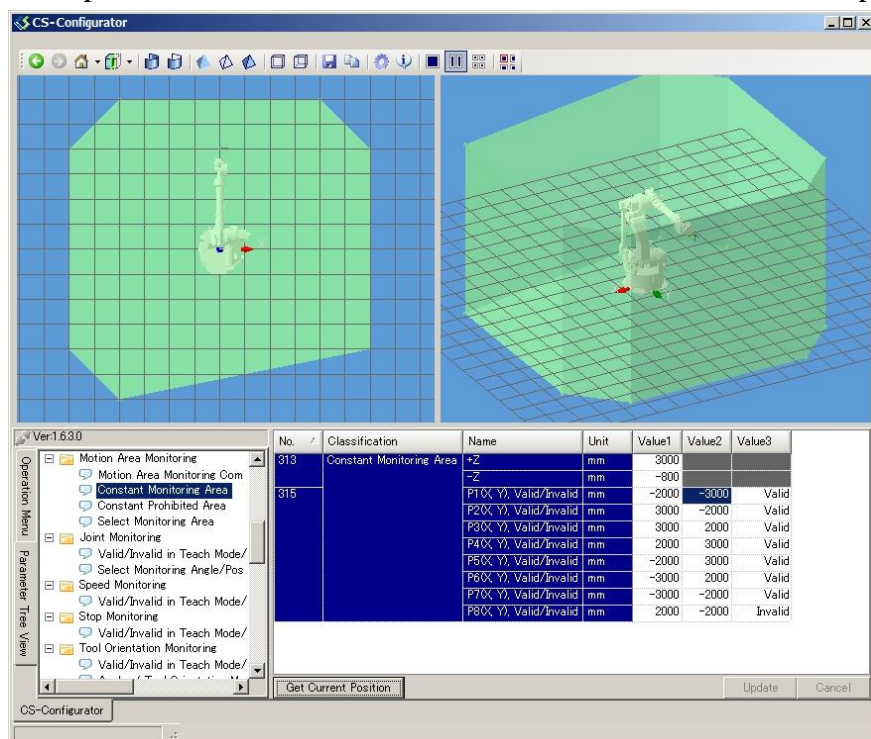 CS-Configurator
Ver:1.6.3.0
Operation Menu
Parameter Tree View
Motion Area Monitoring
Motion Area Monitoring Com
Constant Monitoring Area
Constant Prohibited Area
Select Monitoring Area
Joint Monitoring
Valid/Invalid in Teach Mode/
Select Monitoring Angle/Pos
Speed Monitoring
Valid/Invalid in Teach Mode/
Stop Monitoring
Valid/Invalid in Teach Mode/
Tool Orientation Monitoring
Valid/Invalid in Teach Mode/
No. Classification Name Unit Value1 Value2 Value3
313 Constant Monitoring Area +Z mm 3000
-Z mm -800
315 P1(X, Y), Valid/Invalid mm -2000 -3000 Valid
P2(X, Y), Valid/Invalid mm 3000 -2000 Valid
P3(X, Y), Valid/Invalid mm 3000 2000 Valid
P4(X, Y), Valid/Invalid mm 2000 3000 Valid
P5(X, Y), Valid/Invalid mm -2000 3000 Valid
P6(X, Y), Valid/Invalid mm -3000 2000 Valid
P7(X, Y), Valid/Invalid mm -3000 -2000 Valid
P8(X, Y), Valid/Invalid mm 2000 -2000 Invalid
Get Current Position Update Cancel
CS-Configurator